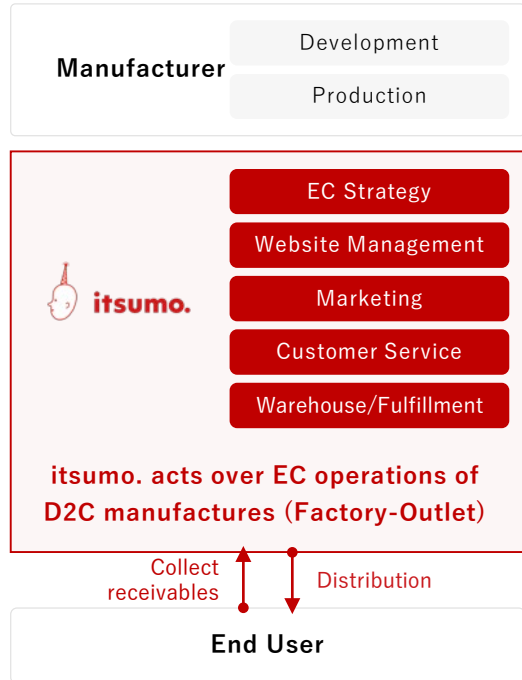 Manufacturer
Development
Production
itsumo.
EC Strategy
Website Management
Marketing
Customer Service
Warehouse/Fulfillment
itsumo. acts over EC operations of
D2C manufactures (Factory-Outlet)
Collect
receivables
Distribution
End User